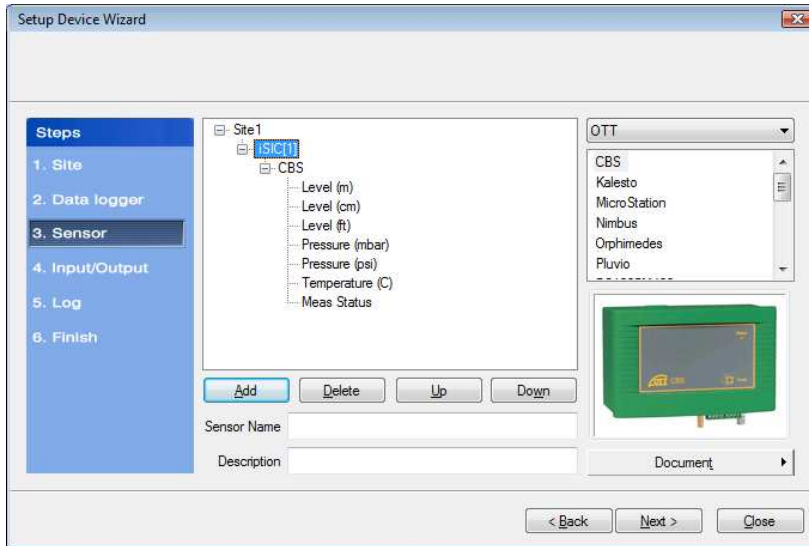 Setup Device Wizard
Steps
1. Site
2. Data logger
3. Sensor
4. Input/Output
5. Log
6. Finish
Site1
iSIC[1]
CBS
Level (m)
Level (cm)
Level (ft)
Pressure (mbar)
Pressure (psi)
Temperature (C)
Meas Status
Add
Delete
Up
Down
Sensor Name
Description
OTT
CBS
Kalesto
MicroStation
Nimbus
Orphimedes
Pluvio
OTT CBS
Document
< Back
Next >
Close